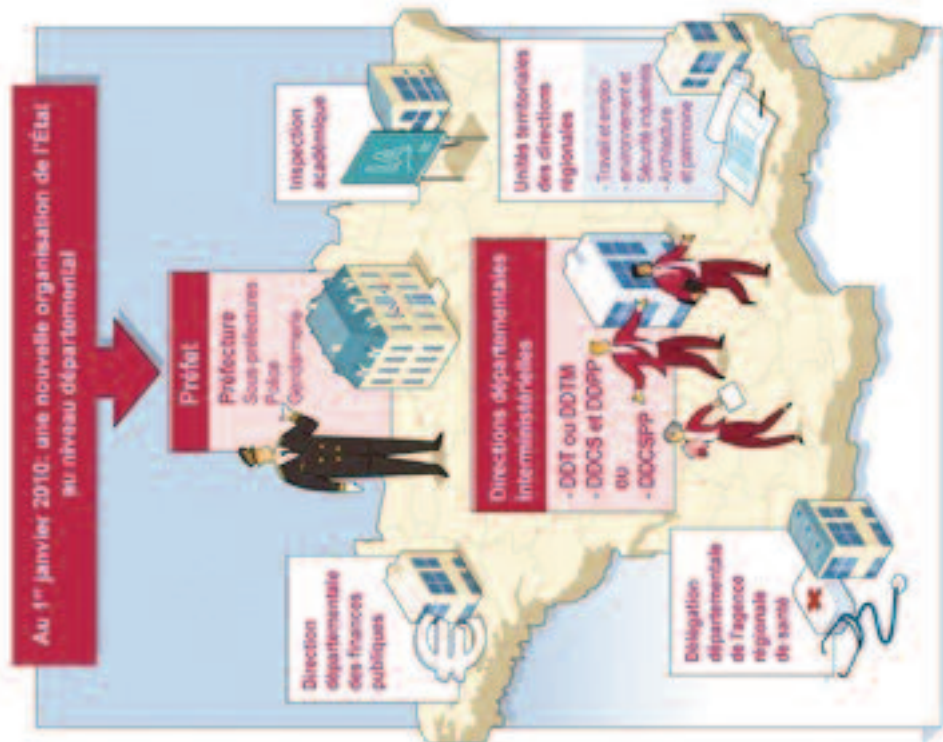 Au 1er janvier 2010: une nouvelle organisation de l'État
au niveau départemental
Préfet
Préfecture
Sous-préfectures
Police
Gendarmerie
Direction
départementale
des finances
publiques
Inspection
académique
Directions départementales
interministérielles
- DDT ou DDTM
- DDCS et DDPP
ou
- DDCSPP
Unités territoriales
des directions
régionales
- Travail et emploi
- environnement et
Sécurité industrielle
- Architecture
et patrimoine
Délégation
départementale
de l'agence
régionale
de santé